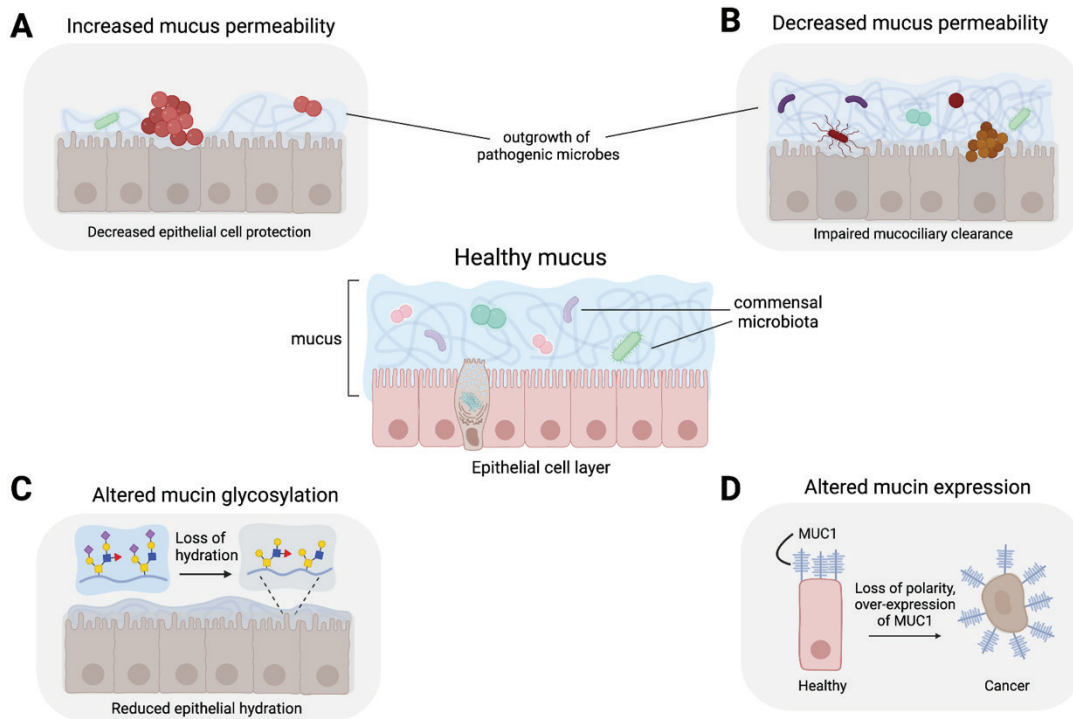 A
Increased mucus permeability
Decreased epithelial cell protection
outgrowth of
pathogenic microbes
B
Decreased mucus permeability
Impaired mucociliary clearance
Healthy mucus
mucus
commensal
microbiota
Epithelial cell layer
C
Altered mucin glycosylation
Loss of
hydration
Reduced epithelial hydration
D
Altered mucin expression
MUC1
Loss of polarity,
over-expression
of MUC1
Healthy
Cancer